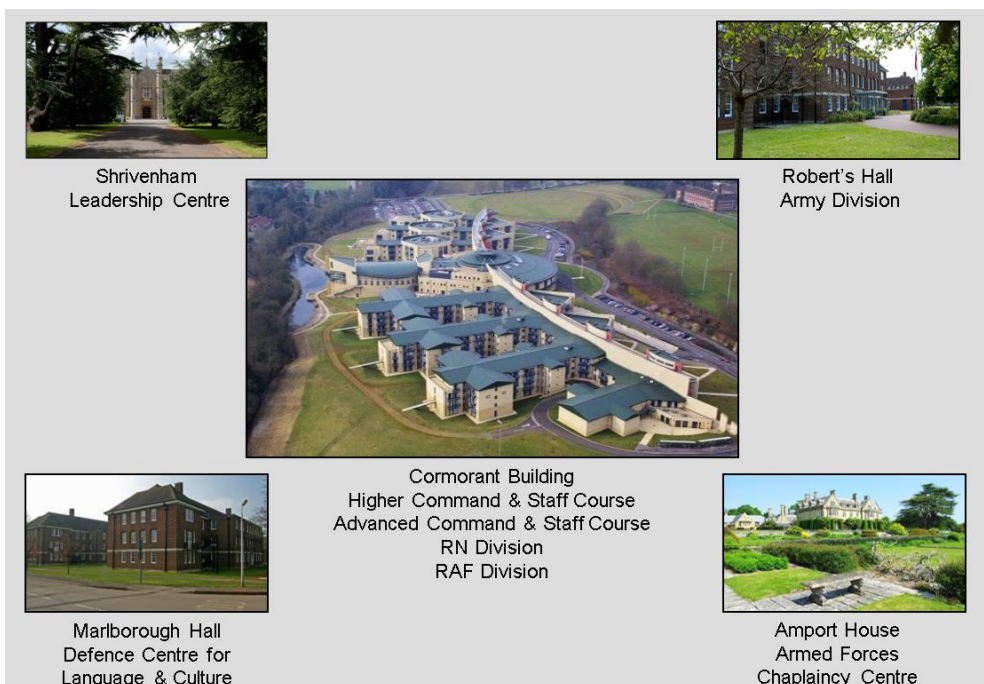 Shrivenham
Leadership Centre
Robert's Hall
Army Division
Cormorant Building
Higher Command & Staff Course
Advanced Command & Staff Course
RN Division
RAF Division
Marlborough Hall
Defence Centre for
Language & Culture
Amport House
Armed Forces
Chaplaincy Centre